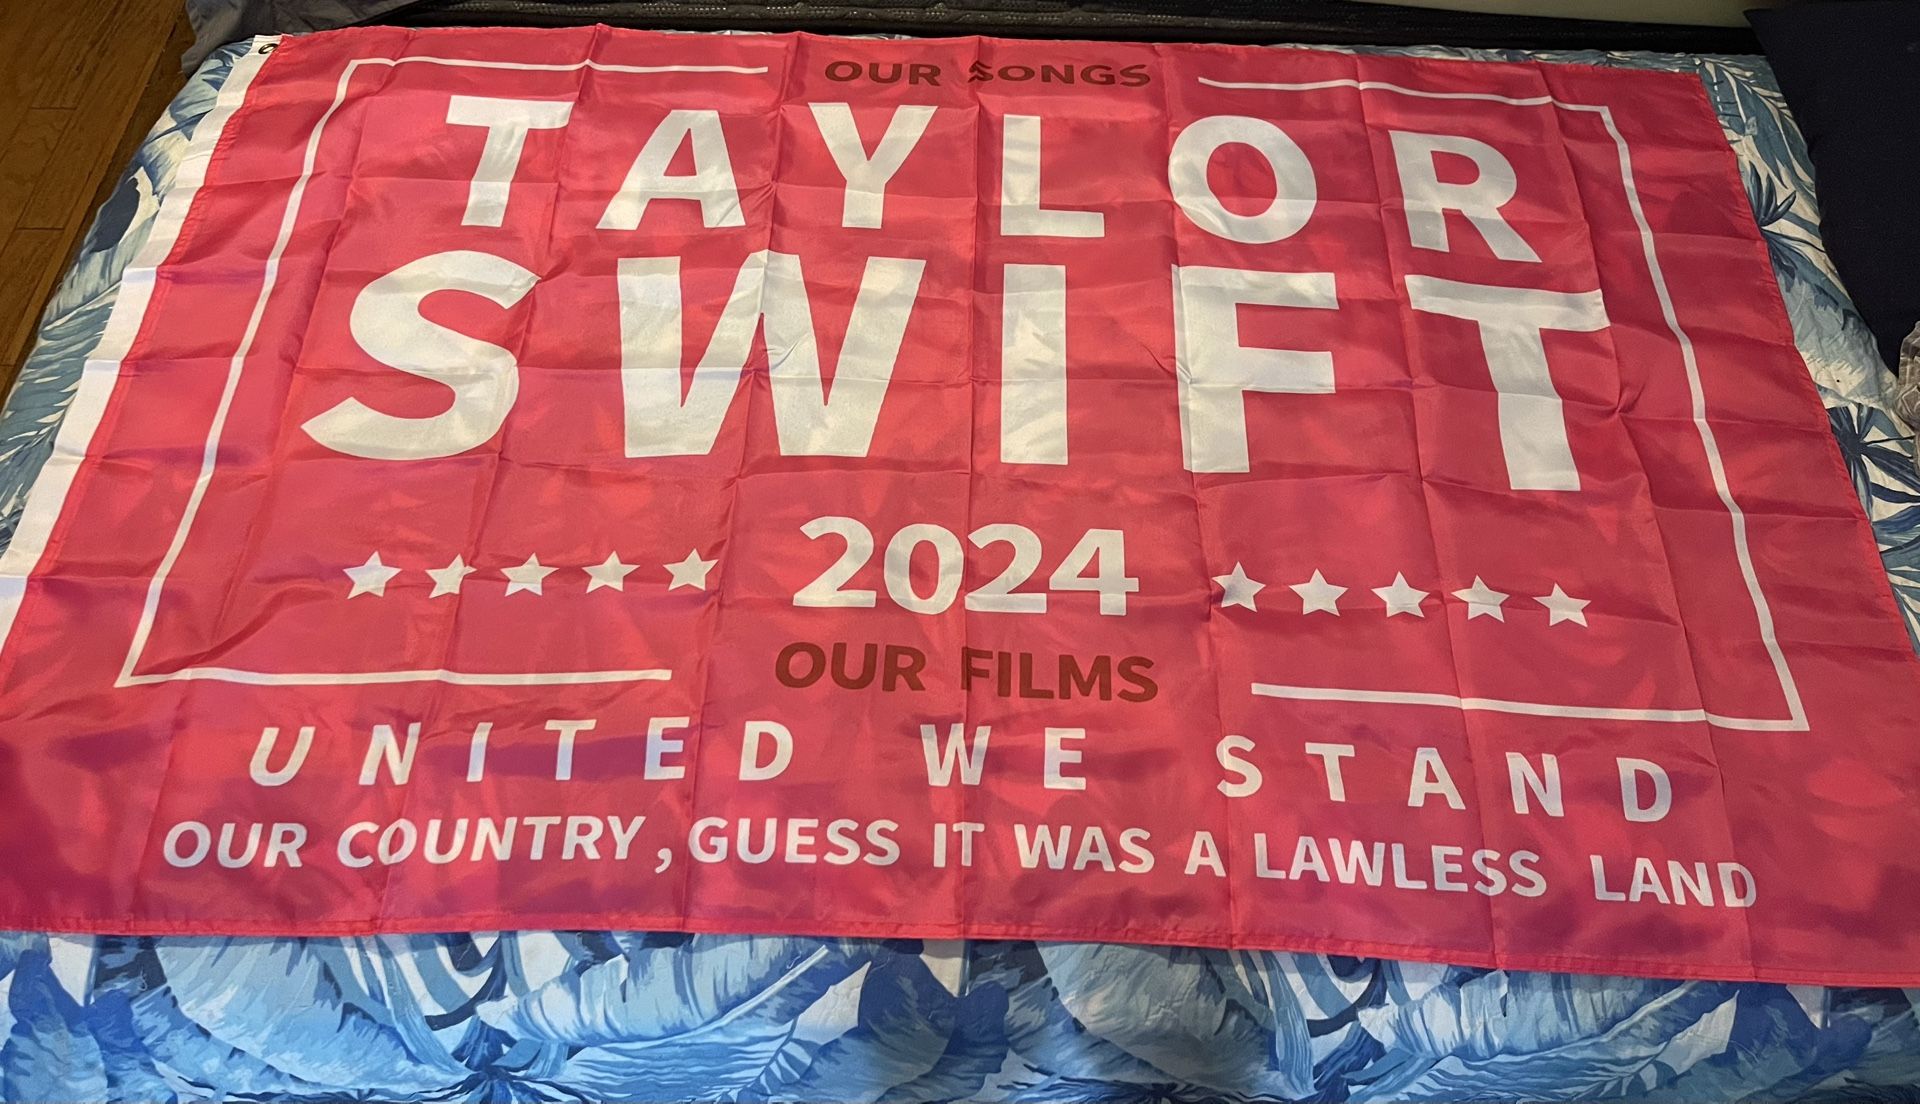 OUR SONGS
TAYLOR
SWIFT
2024
OUR FILMS
UNITED WE STAND
OUR COUNTRY, GUESS IT WAS A LAWLESS LAND